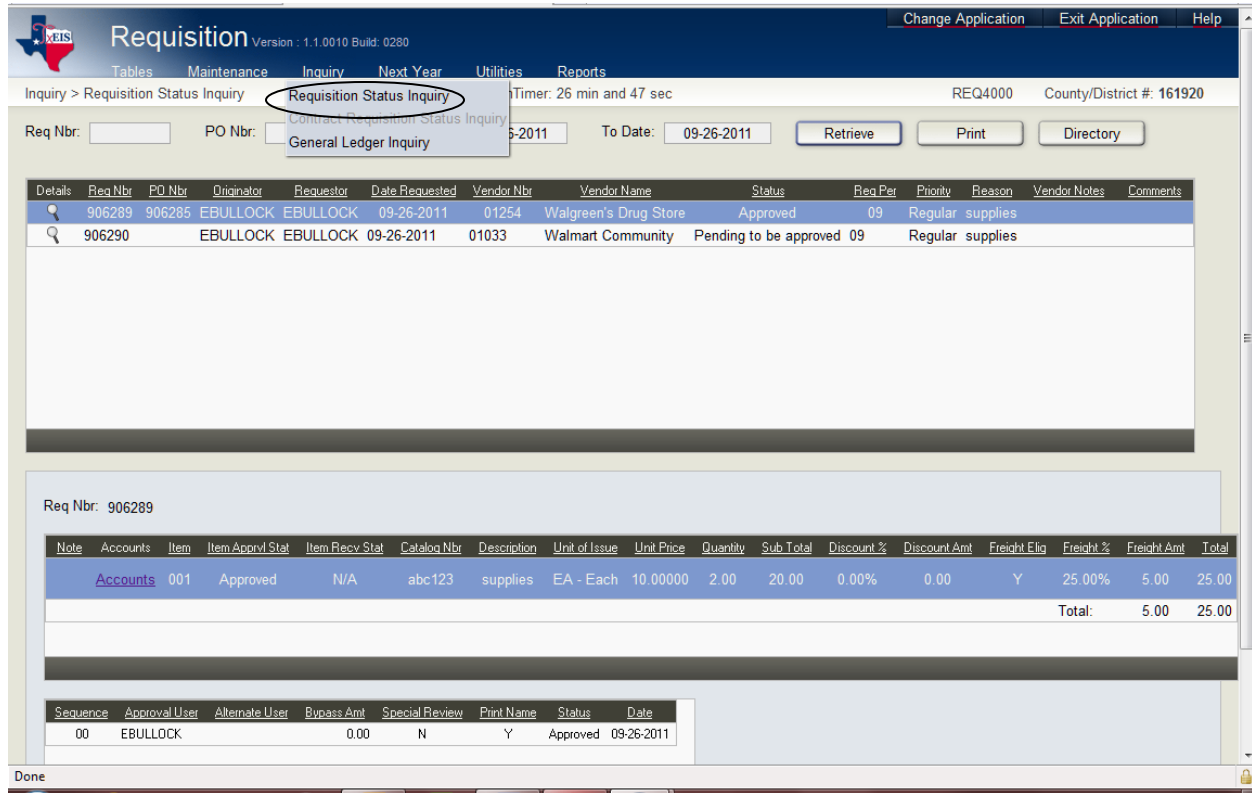 Change Application Exit Application Help
xEIS
Requisition Version : 1.1.0010 Build: 0280
Tables Maintenance Inquiry Next Year Utilities Reports
Inquiry > Requisition Status Inquiry Requisition Status Inquiry Timer: 26 min and 47 sec REQ4000 County/District #: 161920
Contract Requisition Status Inquiry
Req Nbr: PO Nbr: -2011 To Date: 09-26-2011 Retrieve Print Directory
General Ledger Inquiry
Details Req Nbr PO Nbr Originator Requestor Date Requested Vendor Nbr Vendor Name Status Req Per Priority Reason Vendor Notes Comments
906289 906285 EBULLOCK EBULLOCK 09-26-2011 01254 Walgreen's Drug Store Approved 09 Regular supplies
906290 EBULLOCK EBULLOCK 09-26-2011 01033 Walmart Community Pending to be approved 09 Regular supplies
Req Nbr: 906289
Note Accounts Item Item Apprvl Stat Item Recv Stat Catalog Nbr Description Unit of Issue Unit Price Quantity Sub Total Discount % Discount Amt Freight Elig Freight % Freight Amt Total
Accounts 001 Approved N/A abc123 supplies EA - Each 10.00000 2.00 20.00 0.00% 0.00 Y 25.00% 5.00 25.00
Total: 5.00 25.00
Sequence Approval User Alternate User Bypass Amt Special Review Print Name Status Date
00 EBULLOCK 0.00 N Y Approved 09-26-2011
Done